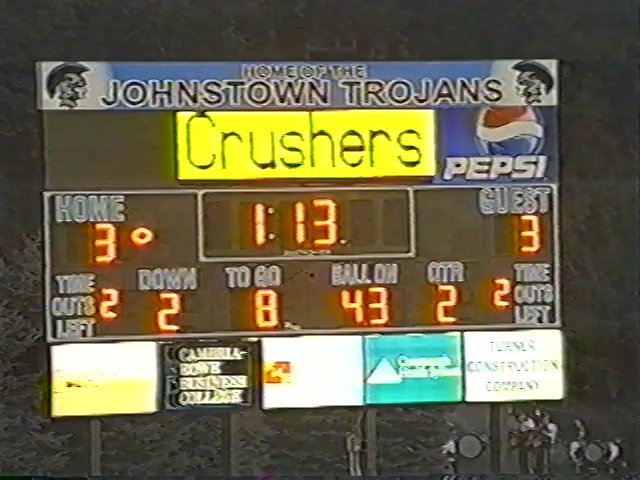 HOME OF THE
JOHNSTOWN TROJANS
Crushers
PEPSI
HOME
1:13
GUEST
3
3
TIME OUTS LEFT 2
DOWN 2
TO GO 8
BALL ON 43
QTR 2
2 TIME OUTS LEFT
CAMBRIA-
ROWE
BUSINESS
COLLEGE
TURNER
CONSTRUCTION
COMPANY